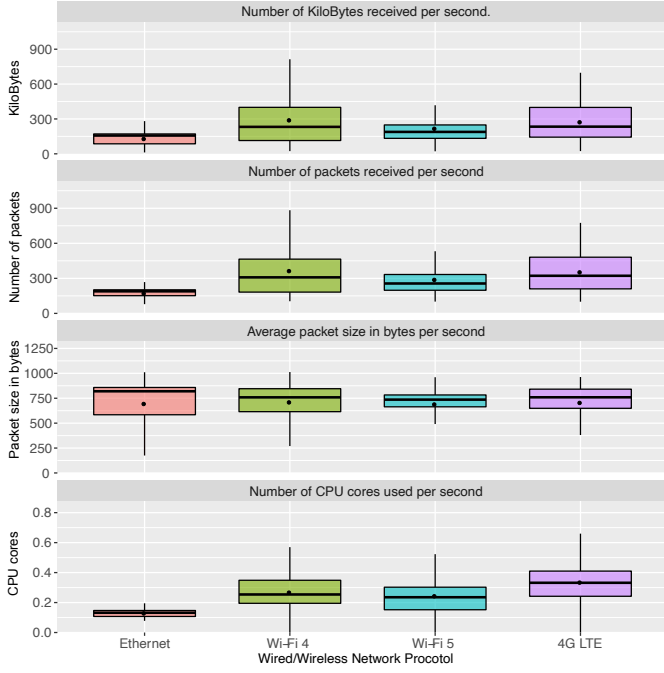 Number of KiloBytes received per second.
KiloBytes
900
600
300
0
Number of packets received per second
Number of packets
900
600
300
0
Average packet size in bytes per second
Packet size in bytes
1250
1000
750
500
250
0
Number of CPU cores used per second
CPU cores
0.8
0.6
0.4
0.2
0.0
Ethernet Wi-Fi 4 Wi-Fi 5 4G LTE
Wired/Wireless Network Procotol